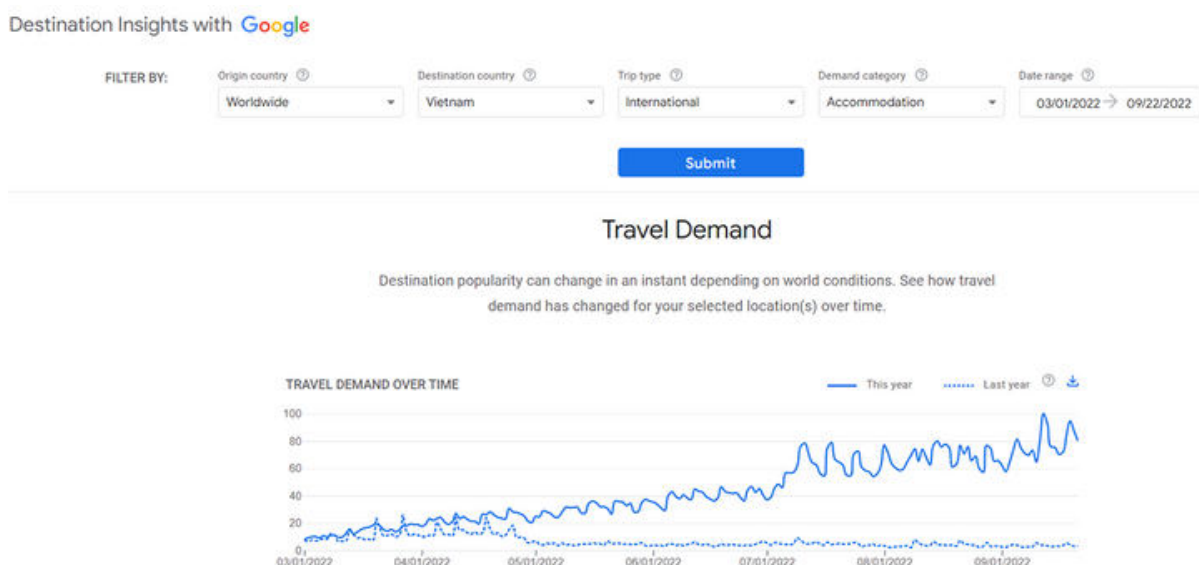 Destination Insights with Google
FILTER BY:
Origin country
Worldwide
Destination country
Vietnam
Trip type
International
Demand category
Accommodation
Date range
03/01/2022 → 09/22/2022
Submit
Travel Demand
Destination popularity can change in an instant depending on world conditions. See how travel
demand has changed for your selected location(s) over time.
TRAVEL DEMAND OVER TIME
This year
Last year
100
80
60
40
20
0
03/01/2022 04/01/2022 05/01/2022 06/01/2022 07/01/2022 08/01/2022 09/01/2022